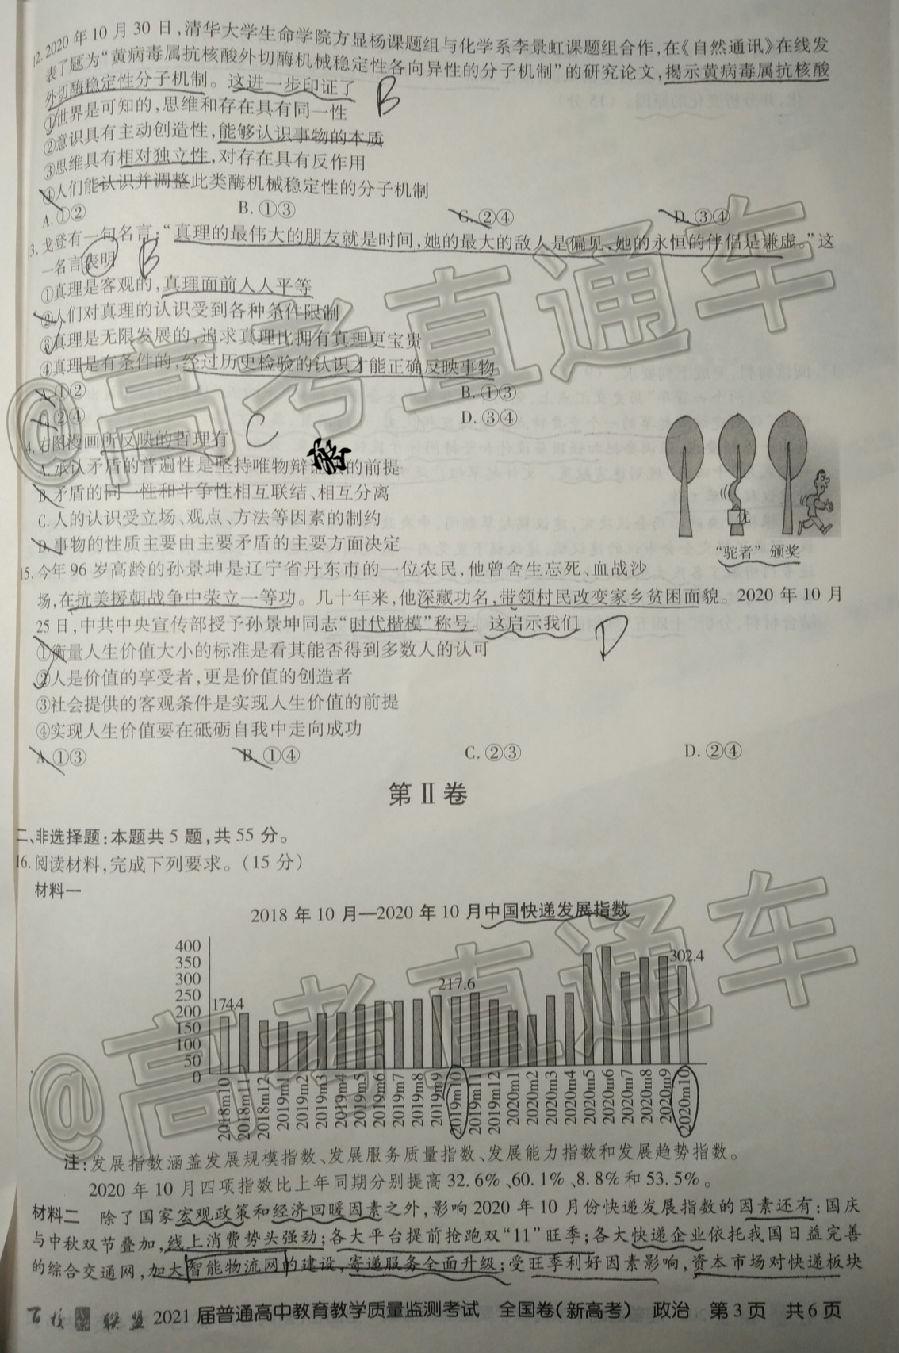 12.2020年10月30日,清华大学生命学院方显杨课题组与化学系李景虹课题组合作,在《自然通讯》在线发
表了题为“黄病毒属抗核酸外切酶机械稳定性各向异性的分子机制”的研究论文,揭示黄病毒属抗核酸
外切酶稳定性分子机制。这进一步印证了
B
①世界是可知的,思维和存在具有同一性
②意识具有主动创造性,能够认识事物的本质
③思维具有相对独立性,对存在具有反作用
④人们能认识并调整此类酶机械稳定性的分子机制
A.①② B.①③ C.②④ D.③④
3.戈登有一句名言:“真理的最伟大的朋友就是时间,她的最大的敌人是偏见,她的永恒的伴侣是谦虚。”这
一名言表明
B
①真理是客观的,真理面前人人平等
②人们对真理的认识受到各种条件限制
③真理是无限发展的,追求真理比拥有真理更宝贵
④真理是有条件的,经过历史检验的认识才能正确反映事物
A.①② B.①③
C.②④ D.③④
4.右图漫画所反映的哲理有
C
A.承认矛盾的普遍性是坚持唯物辩 的前提
B.矛盾的同一性和斗争性相互联结、相互分离
C.人的认识受立场、观点、方法等因素的制约
D.事物的性质主要由主要矛盾的主要方面决定
优
“驼者”颁奖
15.今年96岁高龄的孙景坤是辽宁省丹东市的一位农民,他曾舍生忘死、血战沙
场,在抗美援朝战争中荣立一等功。几十年来,他深藏功名,带领村民改变家乡贫困面貌。2020年10月
25日,中共中央宣传部授予孙景坤同志“时代楷模”称号。这启示我们
D
①衡量人生价值大小的标准是看其能否得到多数人的认可
②人是价值的享受者,更是价值的创造者
③社会提供的客观条件是实现人生价值的前提
④实现人生价值要在砥砺自我中走向成功
A.①③ B.①④ C.②③ D.②④
第Ⅱ卷
二、非选择题:本题共5题,共55分。
16.阅读材料,完成下列要求。(15分)
材料一
2018年10月—2020年10月中国快递发展指数
400
350
300
250
200
150
100
50
0
174.4
217.6
302.4
2018m10
2018m11
2018m12
2019m1
2019m2
2019m3
2019m4
2019m5
2019m6
2019m7
2019m8
2019m9
2019m10
2019m11
2019m12
2020m1
2020m2
2020m3
2020m4
2020m5
2020m6
2020m7
2020m8
2020m9
2020m10
注:发展指数涵盖发展规模指数、发展服务质量指数、发展能力指数和发展趋势指数。
2020年10月四项指数比上年同期分别提高32.6%、60.1%、8.8%和53.5%。
材料二 除了国家宏观政策和经济回暖因素之外,影响2020年10月份快递发展指数的因素还有:国庆
与中秋双节叠加,线上消费势头强劲;各大平台提前抢跑双“11”旺季;各大快递企业依托我国日益完善
的综合交通网,加大智能物流网的建设,寄递服务全面升级;受旺季利好因素影响,资本市场对快递板块
百校联盟 2021届普通高中教育教学质量监测考试 全国卷(新高考) 政治 第3页 共6页
@高考直通车
@高考直通车